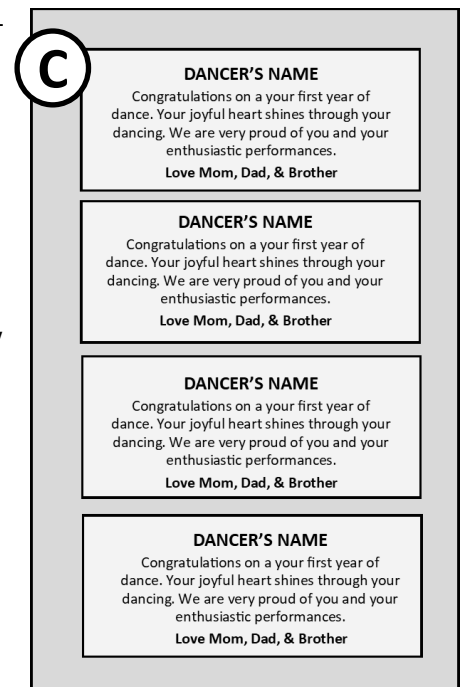 C
DANCER'S NAME
Congratulations on a your first year of
dance. Your joyful heart shines through your
dancing. We are very proud of you and your
enthusiastic performances.
Love Mom, Dad, & Brother
DANCER'S NAME
Congratulations on a your first year of
dance. Your joyful heart shines through your
dancing. We are very proud of you and your
enthusiastic performances.
Love Mom, Dad, & Brother
DANCER'S NAME
Congratulations on a your first year of
dance. Your joyful heart shines through your
dancing. We are very proud of you and your
enthusiastic performances.
Love Mom, Dad, & Brother
DANCER'S NAME
Congratulations on a your first year of
dance. Your joyful heart shines through your
dancing. We are very proud of you and your
enthusiastic performances.
Love Mom, Dad, & Brother